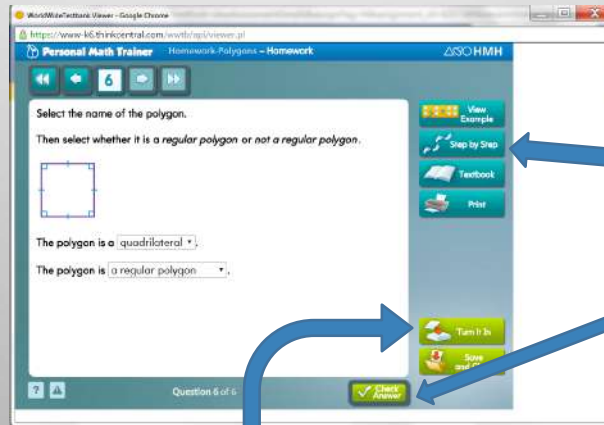 WorldWideTestbank Viewer - Google Chrome
https://www-k6.thinkcentral.com/wwtb/api/viewer.pl
Personal Math Trainer Homework-Polygons – Homework HMH
6
Select the name of the polygon.
Then select whether it is a regular polygon or not a regular polygon.
The polygon is a quadrilateral .
The polygon is a regular polygon .
View
Example
Step by Step
Textbook
Print
Turn It In
Save
and
? Question 6 of 6
Check
Answer